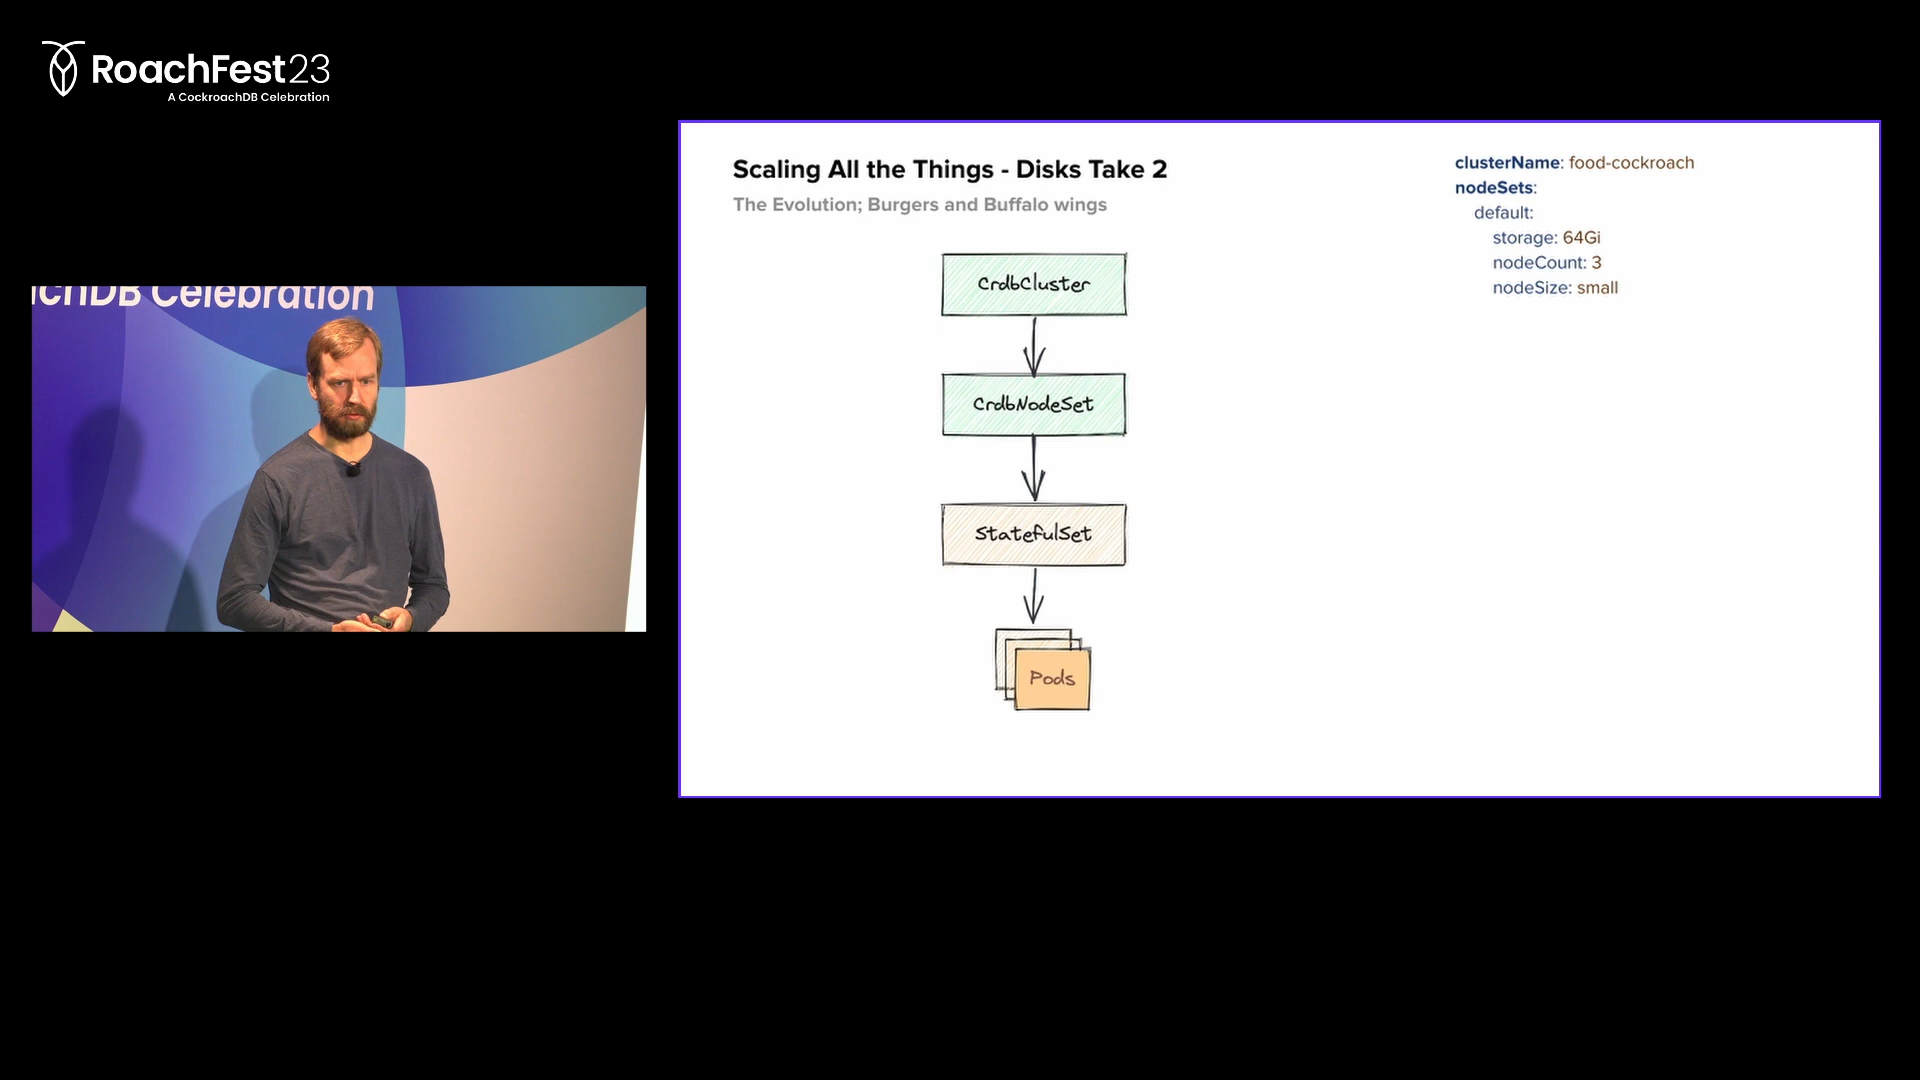 RoachFest23
A CockroachDB Celebration
achDB Celebration
Scaling All the Things - Disks Take 2
The Evolution; Burgers and Buffalo wings
CrdbCluster
CrdbNodeSet
StatefulSet
Pods
clusterName: food-cockroach
nodeSets:
default:
storage: 64Gi
nodeCount: 3
nodeSize: small